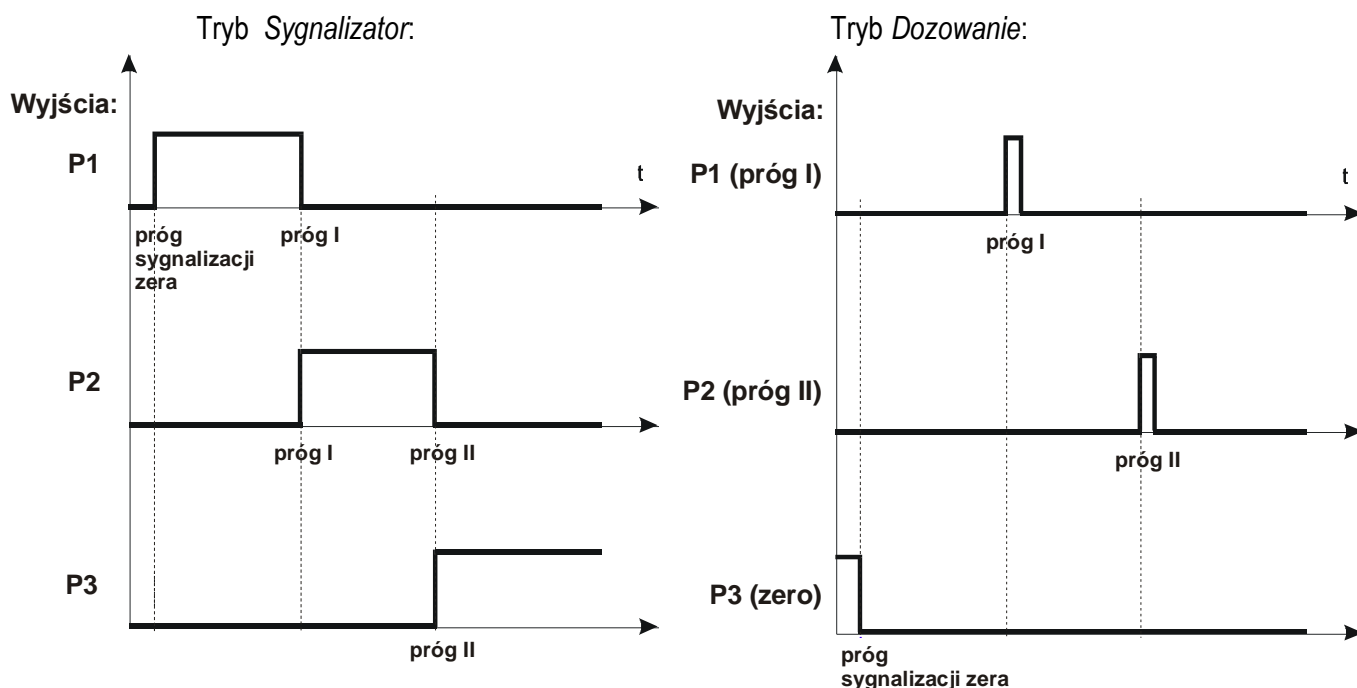 Tryb Sygnalizator:
Wyjścia:
P1
t
próg
sygnalizacji
zera
próg I
P2
próg I
próg II
P3
próg II
Tryb Dozowanie:
Wyjścia:
P1 (próg I)
t
próg I
P2 (próg II)
próg II
P3 (zero)
próg
sygnalizacji zera